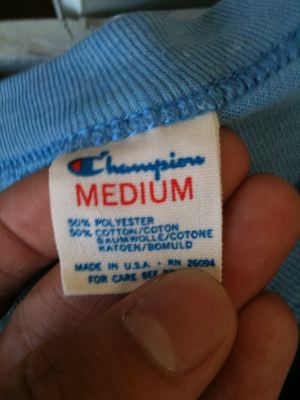 Champion
MEDIUM
50% POLYESTER
50% COTTON/COTON
BAUMWOLLE/COTONE
KATOEN/BOMULD
MADE IN U.S.A. - RN 26094
FOR CARE SEE